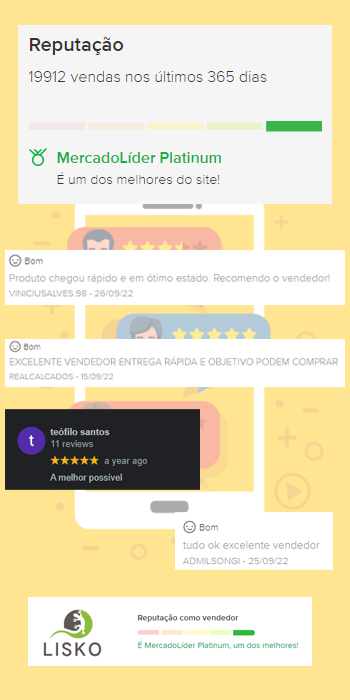 Reputação
19912 vendas nos últimos 365 dias
MercadoLíder Platinum
É um dos melhores do site!
Bom
Produto chegou rápido e em ótimo estado. Recomendo o vendedor!
VINICIUSALVES.98 - 26/09/22
Bom
EXCELENTE VENDEDOR ENTREGA RÁPIDA E OBJETIVO PODEM COMPRAR
REALCALCADOS - 15/09/22
t
teófilo santos
11 reviews
a year ago
A melhor possível
Bom
tudo ok excelente vendedor
ADMILSONGI - 25/09/22
LISKO
Reputação como vendedor
É MercadoLíder Platinum, um dos melhores!